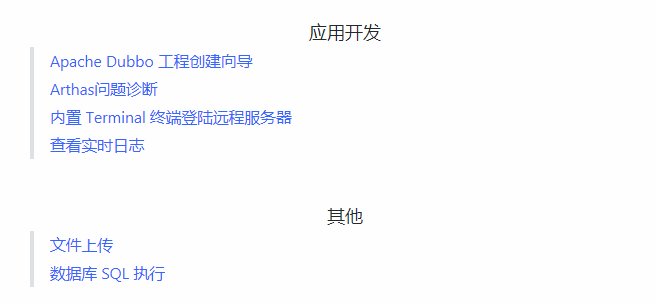 应用开发
Apache Dubbo 工程创建向导
Arthas问题诊断
内置 Terminal 终端登陆远程服务器
查看实时日志
其他
文件上传
数据库 SQL 执行